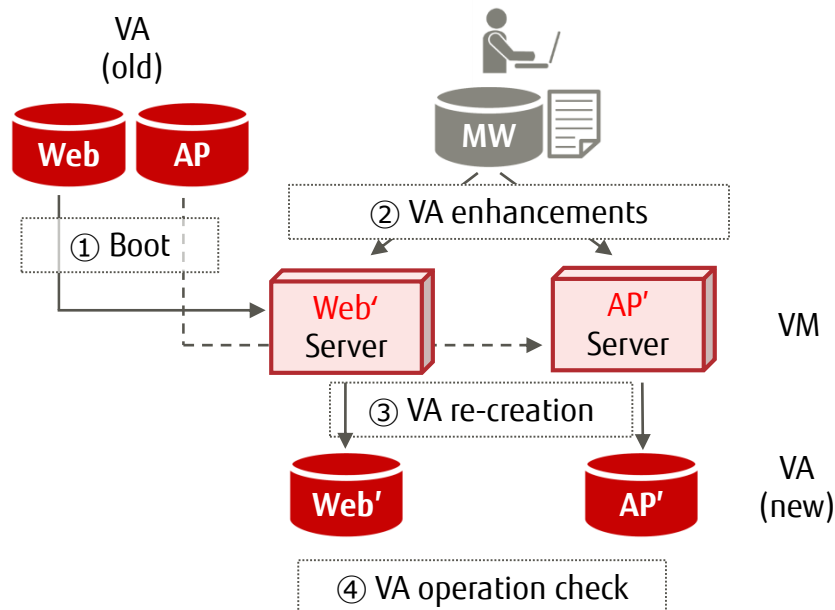 VA
(old)
Web
AP
MW
② VA enhancements
① Boot
Web‘
Server
AP’
Server
VM
③ VA re-creation
Web’
AP’
VA
(new)
④ VA operation check